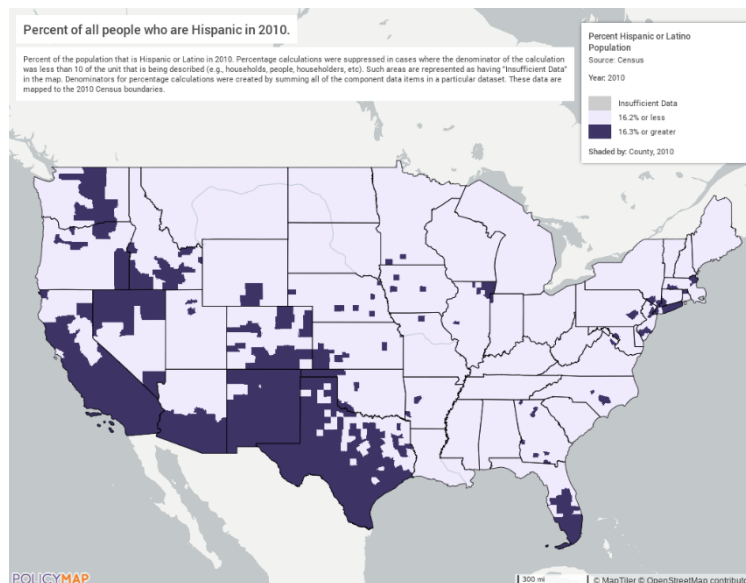 Percent of all people who are Hispanic in 2010.
Percent of the population that is Hispanic or Latino in 2010. Percentage calculations were suppressed in cases where the denominator of the calculation
was less than 10 of the unit that is being described (e.g., households, people, householders, etc). Such areas are represented as having "Insufficient Data"
in the map. Denominators for percentage calculations were created by summing all of the component data items in a particular dataset. These data are
mapped to the 2010 Census boundaries.
Percent Hispanic or Latino
Population
Source: Census
Year: 2010
Insufficient Data
16.2% or less
16.3% or greater
Shaded by: County, 2010
POLICYMAP
300 mi
© MapTiler © OpenStreetMap contributo